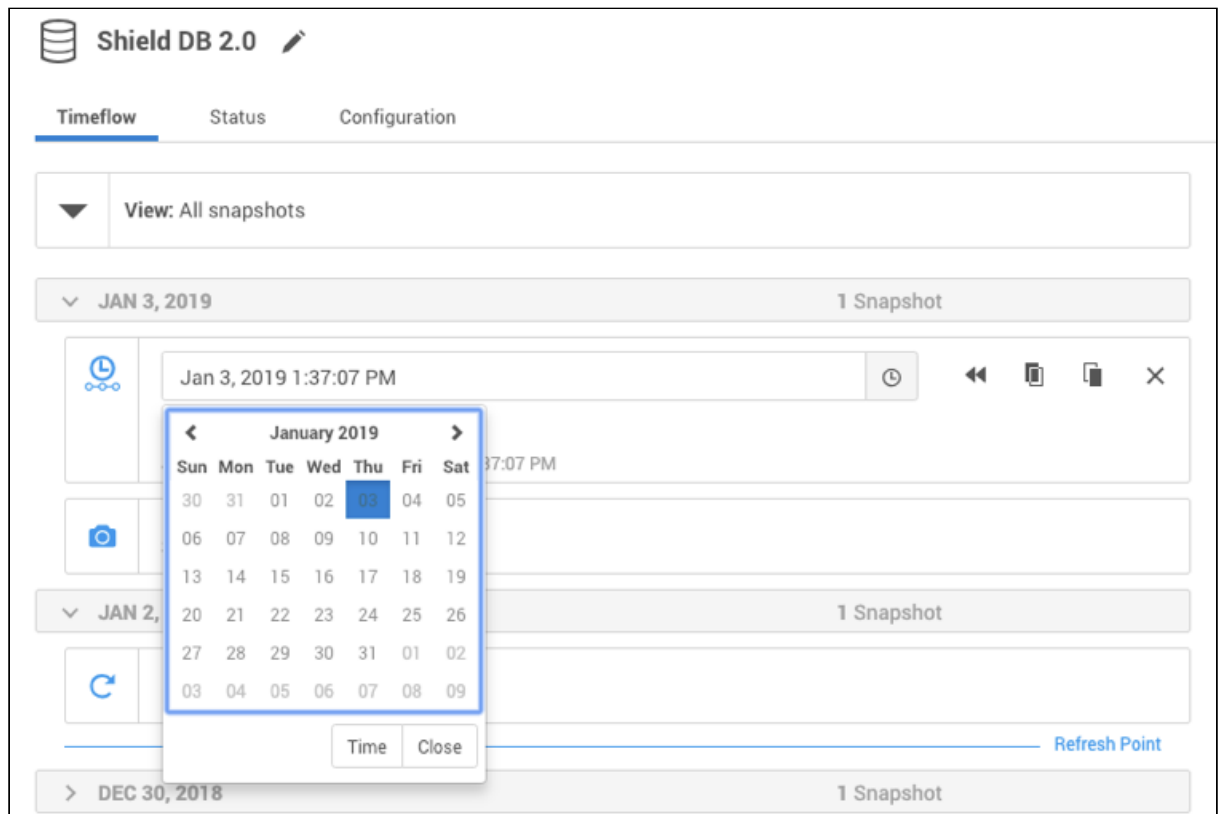 Shield DB 2.0
Timeflow Status Configuration
View: All snapshots
JAN 3, 2019 1 Snapshot
Jan 3, 2019 1:37:07 PM
January 2019
Sun Mon Tue Wed Thu Fri Sat
37:07 PM
30 31 01 02 03 04 05
06 07 08 09 10 11 12
13 14 15 16 17 18 19
20 21 22 23 24 25 26
27 28 29 30 31 01 02
03 04 05 06 07 08 09
Time Close
JAN 2, 1 Snapshot
Refresh Point
DEC 30, 2018 1 Snapshot